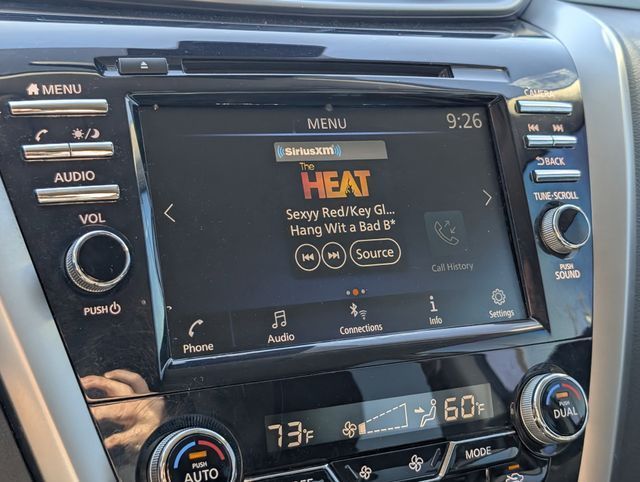 MENU
CAMERA
MENU
9:26
SiriusXM
The
HEAT
AUDIO
BACK
Sexyy Red/Key Gl...
Hang Wit a Bad B*
TUNE·SCROLL
VOL
Source
Call History
PUSH
PUSH
SOUND
Phone
Audio
Connections
Info
Settings
73°F
60°F
PUSH
DUAL
PUSH
AUTO
MODE